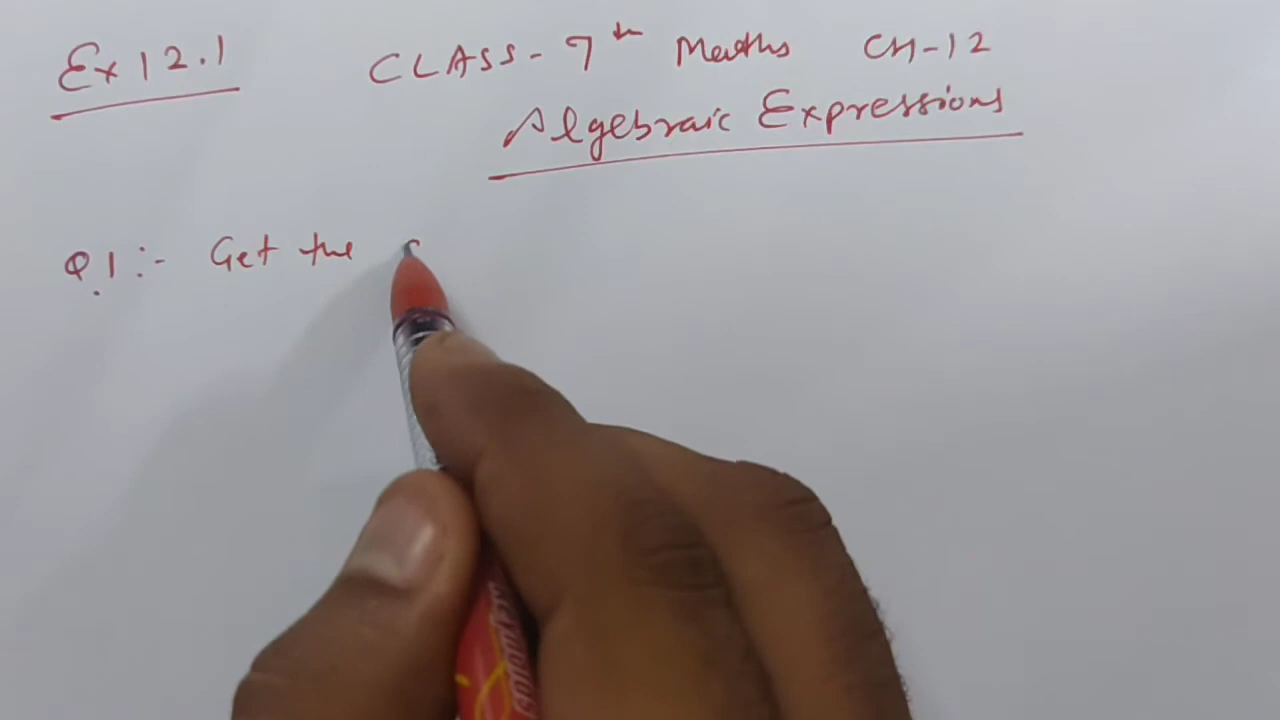 Ex 12.1 CLASS-7th Maths CH-12
Algebraic Expressions
Q.1:- Get the